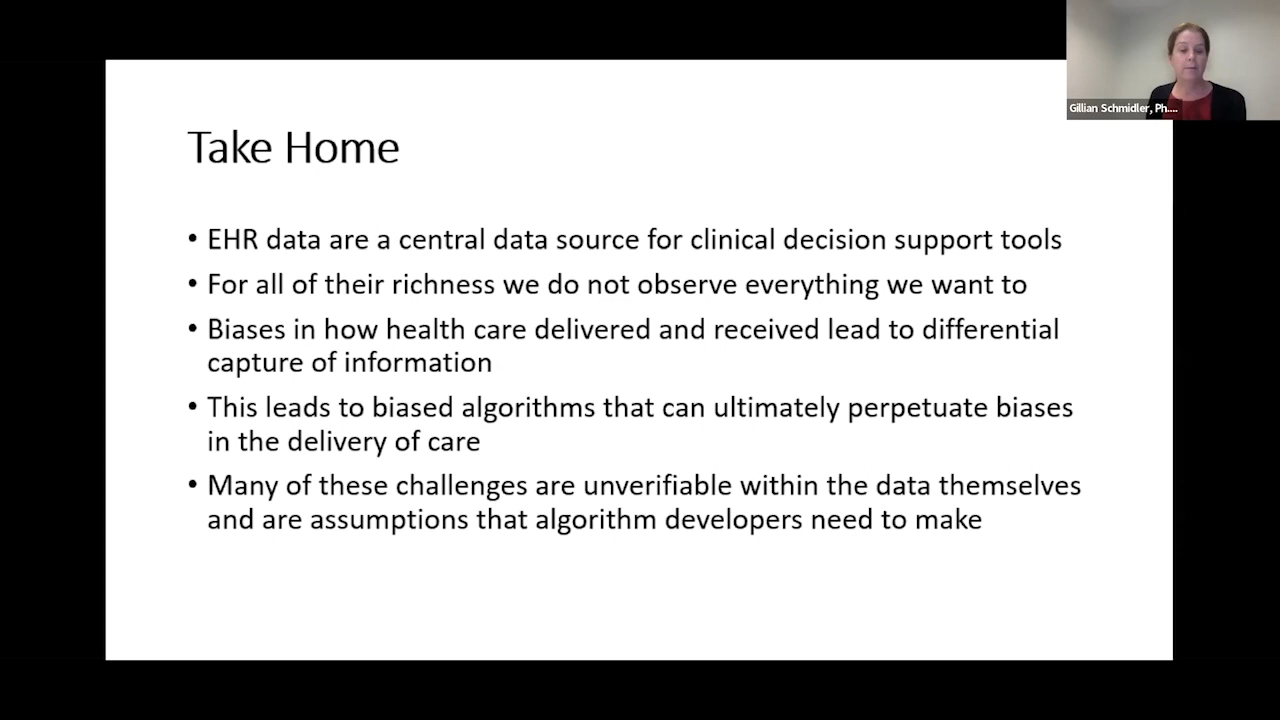 Gillian Schmidler, Ph....
Take Home
• EHR data are a central data source for clinical decision support tools
• For all of their richness we do not observe everything we want to
• Biases in how health care delivered and received lead to differential
capture of information
• This leads to biased algorithms that can ultimately perpetuate biases
in the delivery of care
• Many of these challenges are unverifiable within the data themselves
and are assumptions that algorithm developers need to make